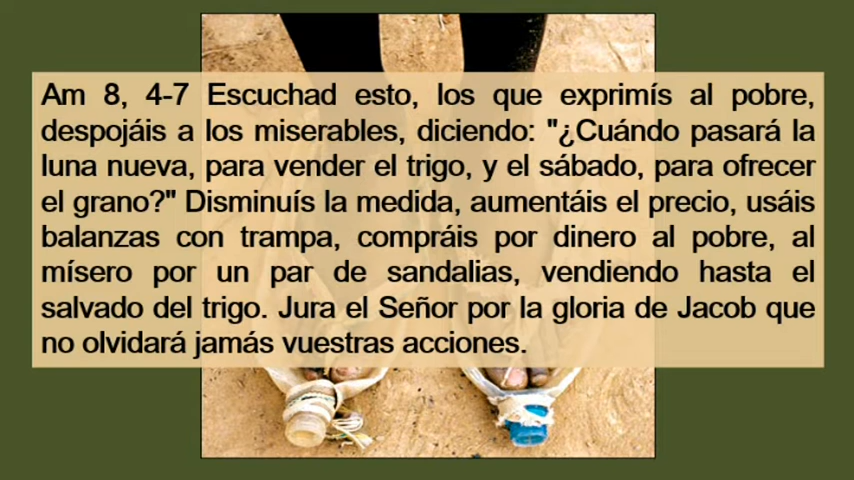 Am 8, 4-7 Escuchad esto, los que exprimís al pobre,
despojáis a los miserables, diciendo: "¿Cuándo pasará la
luna nueva, para vender el trigo, y el sábado, para ofrecer
el grano?" Disminuís la medida, aumentáis el precio, usáis
balanzas con trampa, compráis por dinero al pobre, al
mísero por un par de sandalias, vendiendo hasta el
salvado del trigo. Jura el Señor por la gloria de Jacob que
no olvidará jamás vuestras acciones.